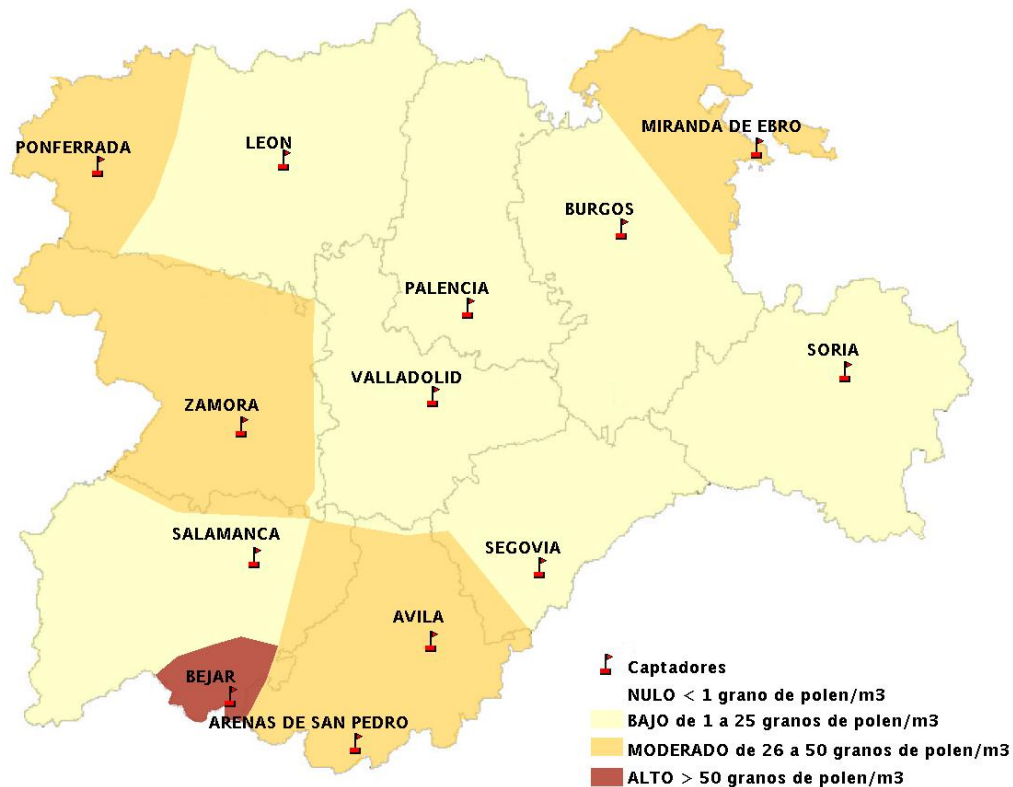 MIRANDA DE EBRO
PONFERRADA
LEON
BURGOS
PALENCIA
SORIA
VALLADOLID
ZAMORA
SALAMANCA
SEGOVIA
AVILA
BEJAR
ARENAS DE SAN PEDRO
Captadores
NULO < 1 grano de polen/m3
BAJO de 1 a 25 granos de polen/m3
MODERADO de 26 a 50 granos de polen/m3
ALTO > 50 granos de polen/m3